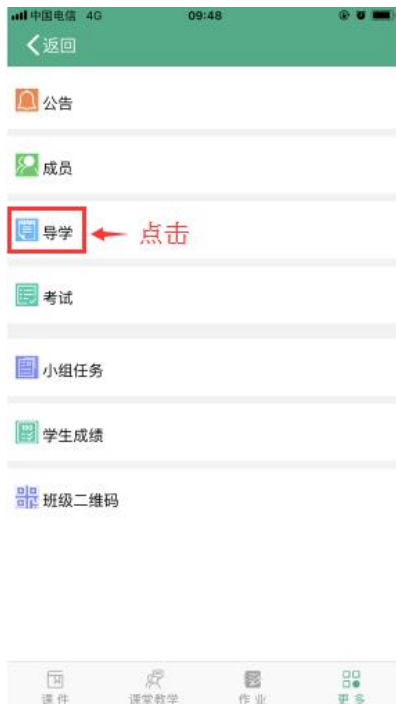 中国电信 4G 09:48
返回
公告
成员
导学 点击
考试
小组任务
学生成绩
班级二维码
课件 课堂教学 作业 更多